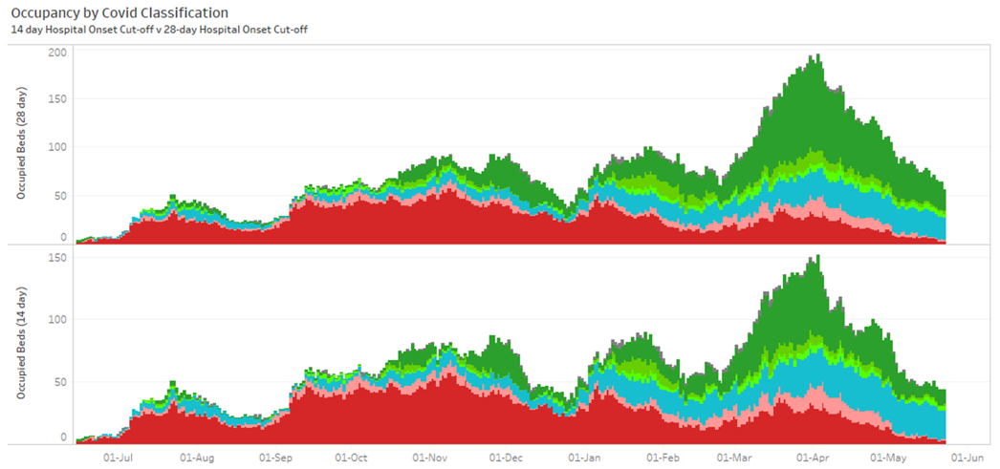 Occupancy by Covid Classification
14 day Hospital Onset Cut-off v 28-day Hospital Onset Cut-off
Occupied Beds (28 day)
200
150
100
50
0
Occupied Beds (14 day)
150
100
50
0
01-Jul 01-Aug 01-Sep 01-Oct 01-Nov 01-Dec 01-Jan 01-Feb 01-Mar 01-Apr 01-May 01-Jun